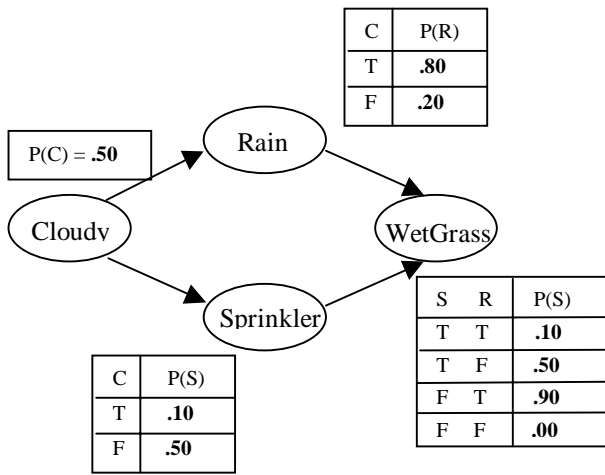 C P(R)
T .80
F .20
P(C) = .50
Rain
Cloudy
WetGrass
Sprinkler
S R P(S)
T T .10
T F .50
F T .90
F F .00
C P(S)
T .10
F .50